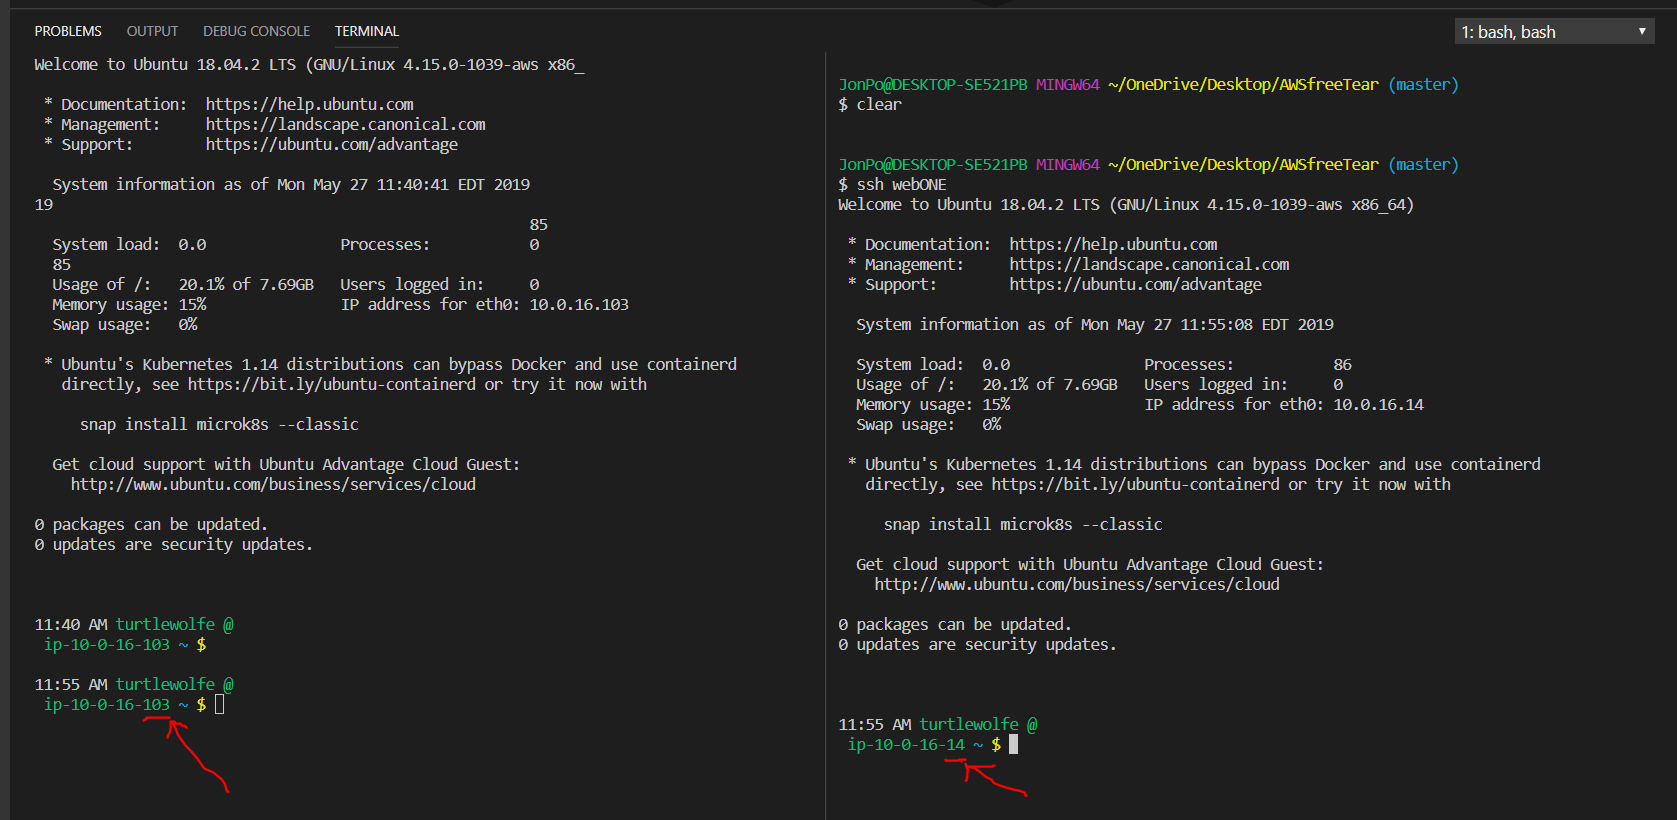 PROBLEMS OUTPUT DEBUG CONSOLE TERMINAL
1: bash, bash
Welcome to Ubuntu 18.04.2 LTS (GNU/Linux 4.15.0-1039-aws x86_
* Documentation: https://help.ubuntu.com
* Management: https://landscape.canonical.com
* Support: https://ubuntu.com/advantage
System information as of Mon May 27 11:40:41 EDT 2019
19
85
System load: 0.0 Processes: 0
85
Usage of /: 20.1% of 7.69GB Users logged in: 0
Memory usage: 15% IP address for eth0: 10.0.16.103
Swap usage: 0%
* Ubuntu's Kubernetes 1.14 distributions can bypass Docker and use containerd
directly, see https://bit.ly/ubuntu-containerd or try it now with
snap install microk8s --classic
Get cloud support with Ubuntu Advantage Cloud Guest:
http://www.ubuntu.com/business/services/cloud
0 packages can be updated.
0 updates are security updates.
11:40 AM turtlewolfe @
ip-10-0-16-103 ~ $
11:55 AM turtlewolfe @
ip-10-0-16-103 ~ $
JonPo@DESKTOP-SE521PB MINGW64 ~/OneDrive/Desktop/AWSfreeTear (master)
$ clear
JonPo@DESKTOP-SE521PB MINGW64 ~/OneDrive/Desktop/AWSfreeTear (master)
$ ssh webONE
Welcome to Ubuntu 18.04.2 LTS (GNU/Linux 4.15.0-1039-aws x86_64)
* Documentation: https://help.ubuntu.com
* Management: https://landscape.canonical.com
* Support: https://ubuntu.com/advantage
System information as of Mon May 27 11:55:08 EDT 2019
System load: 0.0 Processes: 86
Usage of /: 20.1% of 7.69GB Users logged in: 0
Memory usage: 15% IP address for eth0: 10.0.16.14
Swap usage: 0%
* Ubuntu's Kubernetes 1.14 distributions can bypass Docker and use containerd
directly, see https://bit.ly/ubuntu-containerd or try it now with
snap install microk8s --classic
Get cloud support with Ubuntu Advantage Cloud Guest:
http://www.ubuntu.com/business/services/cloud
0 packages can be updated.
0 updates are security updates.
11:55 AM turtlewolfe @
ip-10-0-16-14 ~ $